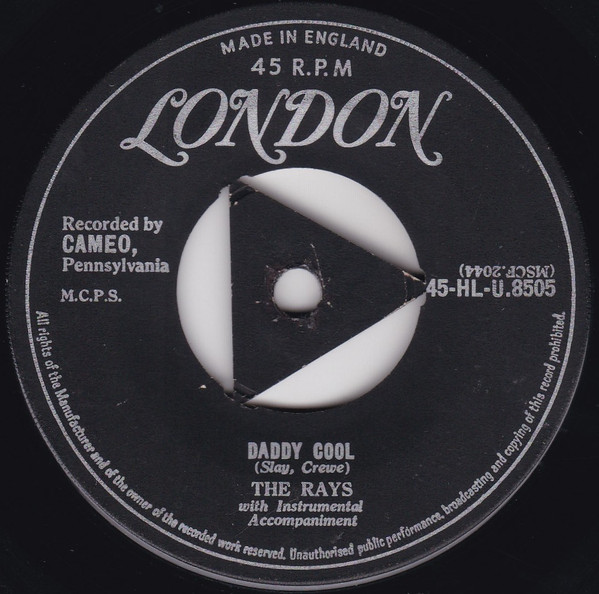 MADE IN ENGLAND
45 R.P.M
LONDON
Recorded by
CAMEO,
Pennsylvania
M.C.P.S.
(MSCF.2044)
45-HL-U.8505
DADDY COOL
(Slay, Crewe)
THE RAYS
with Instrumental
Accompaniment
All rights of the Manufacturer and of the owner of the recorded work reserved. Unauthorised public performance, broadcasting and copying of this record prohibited.